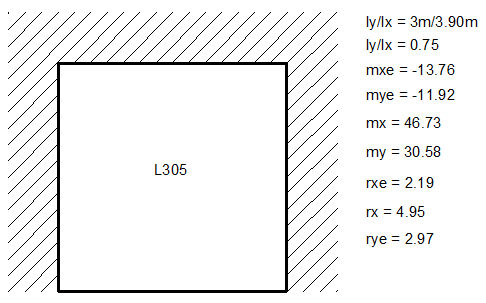 ly/lx = 3m/3.90m
ly/lx = 0.75
mxe = -13.76
mye = -11.92
mx = 46.73
my = 30.58
L305
rxe = 2.19
rx = 4.95
rye = 2.97